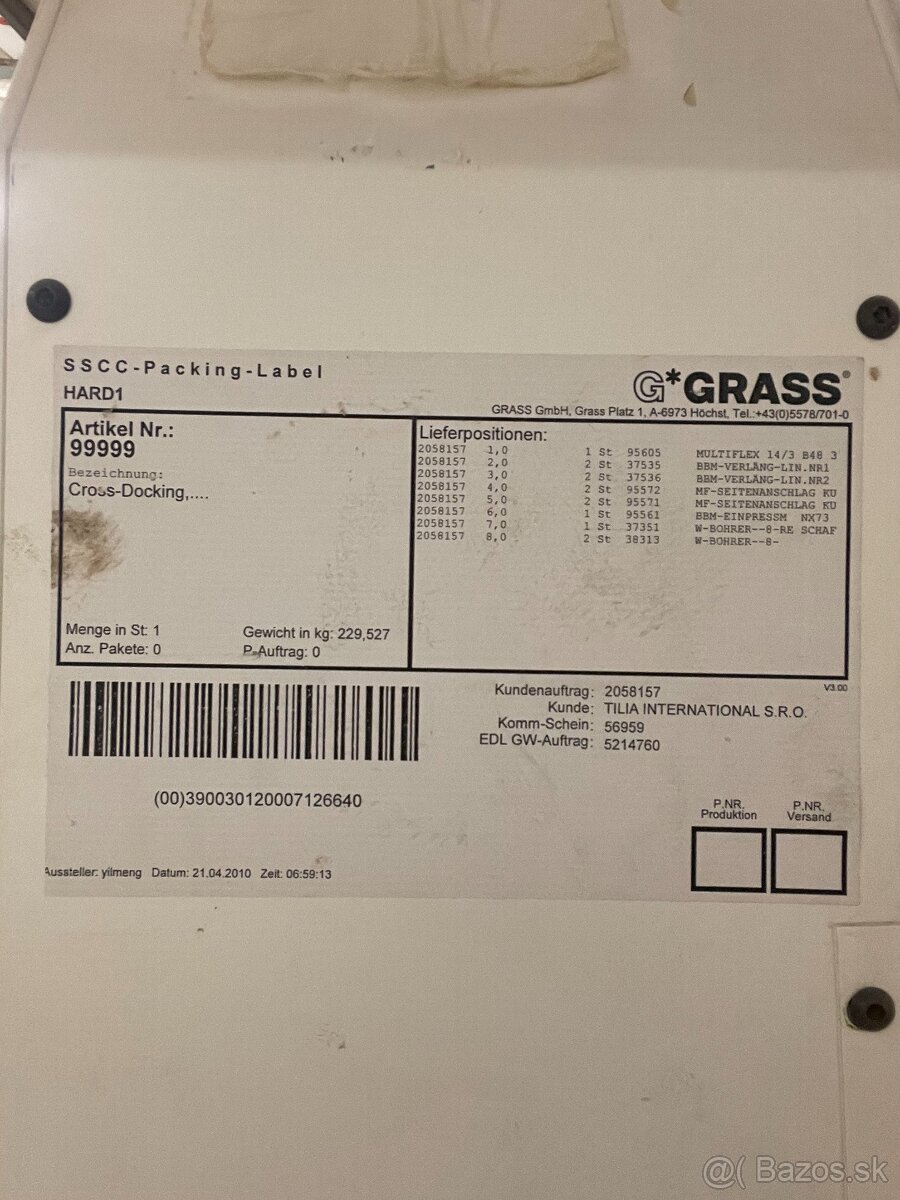 SSCC-Packing-Label
HARD1
G*GRASS®
GRASS GmbH, Grass Platz 1, A-6973 Höchst, Tel.:+43(0)5578/701-0
Artikel Nr.:
99999
Bezeichnung:
Cross-Docking,....
Menge in St: 1
Gewicht in kg: 229,527
Anz. Pakete: 0
P-Auftrag: 0
Lieferpositionen:
2058157 1,0 1 St 95605 MULTIFLEX 14/3 B48 3
2058157 2,0 2 St 37535 BBM-VERLÄNG-LIN.NR1
2058157 3,0 2 St 37536 BBM-VERLÄNG-LIN.NR2
2058157 4,0 2 St 95572 MF-SEITENANSCHLAG KU
2058157 5,0 2 St 95571 MF-SEITENANSCHLAG KU
2058157 6,0 1 St 95561 BBM-EINPRESSM NX73
2058157 7,0 1 St 37351 W-BOHRER--8-RE SCHAF
2058157 8,0 2 St 38313 W-BOHRER--8-
V3.00
Kundenauftrag: 2058157
Kunde: TILIA INTERNATIONAL S.R.O.
Komm-Schein: 56959
EDL GW-Auftrag: 5214760
(00)390030120007126640
P.NR. Produktion
P.NR. Versand
Aussteller: yilmeng Datum: 21.04.2010 Zeit: 06:59:13
@( Bazos.sk